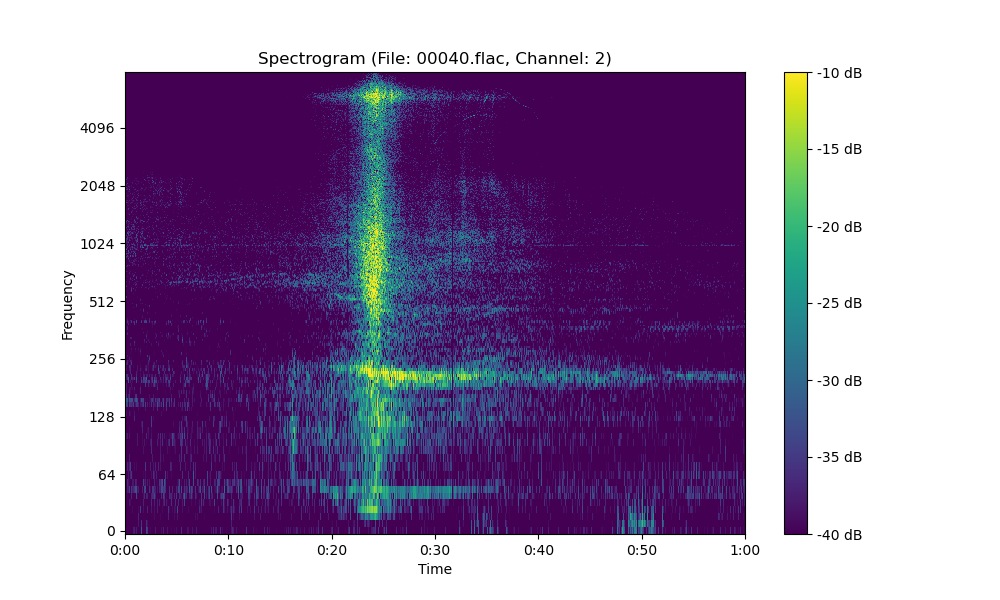 Spectrogram (File: 00040.flac, Channel: 2)
Frequency
4096
2048
1024
512
256
128
64
0
0:00 0:10 0:20 0:30 0:40 0:50 1:00
Time
-10 dB
-15 dB
-20 dB
-25 dB
-30 dB
-35 dB
-40 dB